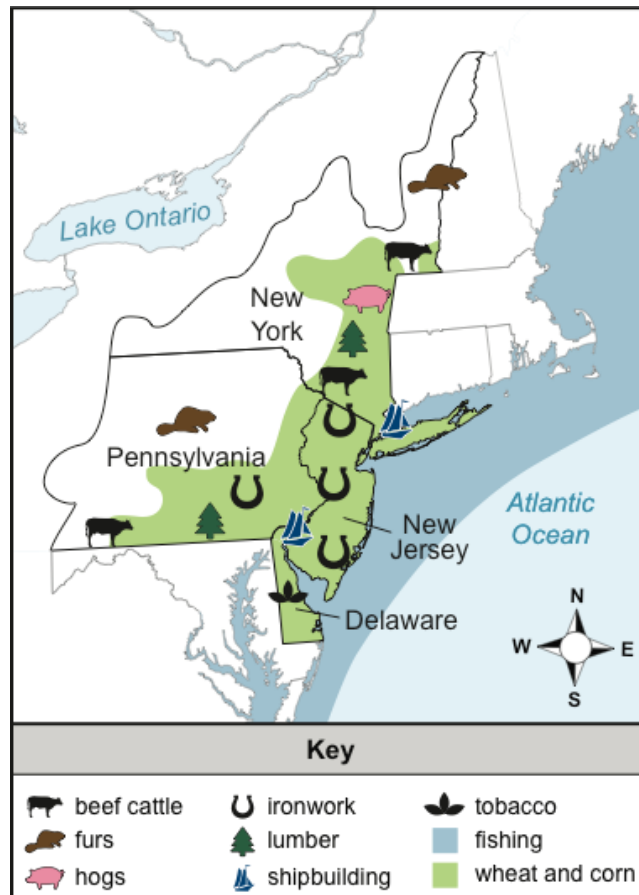 Lake Ontario
New
York
Pennsylvania
New
Jersey
Delaware
Atlantic
Ocean
N
W E
S
Key
beef cattle ironwork tobacco
furs lumber fishing
hogs shipbuilding wheat and corn